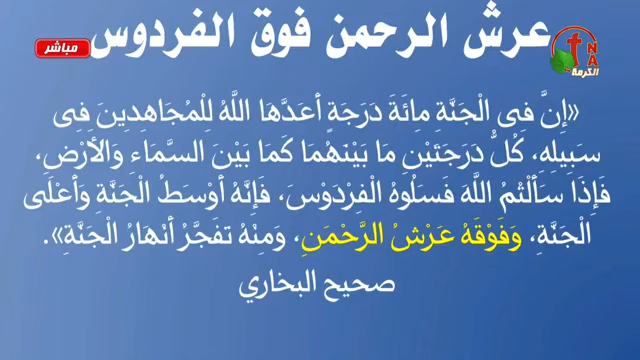 عرش الرحمن فوق الفردوس
مباشر
NA
الكرمة
«إِنَّ فِي الْجَنَّةِ مِائَةَ دَرَجَةٍ أَعَدَّهَا اللَّهُ لِلْمُجَاهِدِينَ فِي
سَبِيلِهِ، كُلُّ دَرَجَتَيْنِ مَا بَيْنَهُمَا كَمَا بَيْنَ السَّمَاءِ وَالأَرْضِ،
فَإِذَا سَأَلْتُمُ اللَّهَ فَسَلُوهُ الْفِرْدَوْسَ، فَإِنَّهُ أَوْسَطُ الْجَنَّةِ وَأَعْلَى
الْجَنَّةِ، وَفَوْقَهُ عَرْشُ الرَّحْمَنِ، وَمِنْهُ تَفَجَّرُ أَنْهَارُ الْجَنَّةِ».
صحيح البخاري